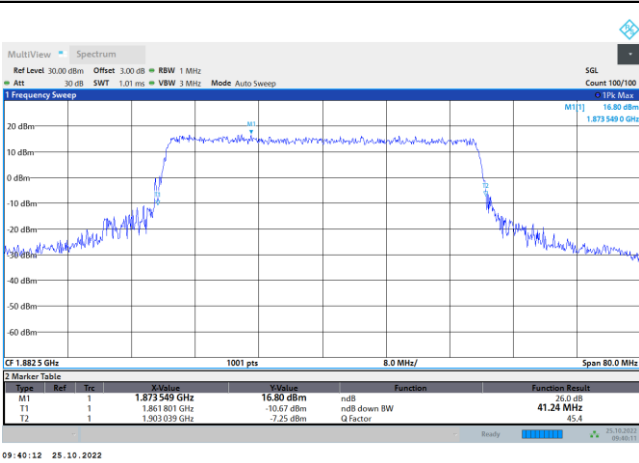 MultiView Spectrum
Ref Level 30.00 dBm Offset 3.00 dB RBW 1 MHz SGL
Att 30 dB SWT 1.01 ms VBW 3 MHz Mode Auto Sweep Count 100/100
1 Frequency Sweep 1Pk Max
M1[1] 16.80 dBm
1.873 549 0 GHz
M1
20 dBm
10 dBm
0 dBm
T1
T2
-10 dBm
-20 dBm
-30 dBm
-40 dBm
-50 dBm
-60 dBm
CF 1.882 5 GHz 1001 pts 8.0 MHz/ Span 80.0 MHz
2 Marker Table
Type Ref Trc X-Value Y-Value Function Function Result
M1 1 1.873 549 GHz 16.80 dBm ndB 26.0 dB
T1 1 1.861 801 GHz -10.67 dBm ndB down BW 41.24 MHz
T2 1 1.903 039 GHz -7.25 dBm Q Factor 45.4
Ready 25.10.2022
09:40:11
09:40:12 25.10.2022